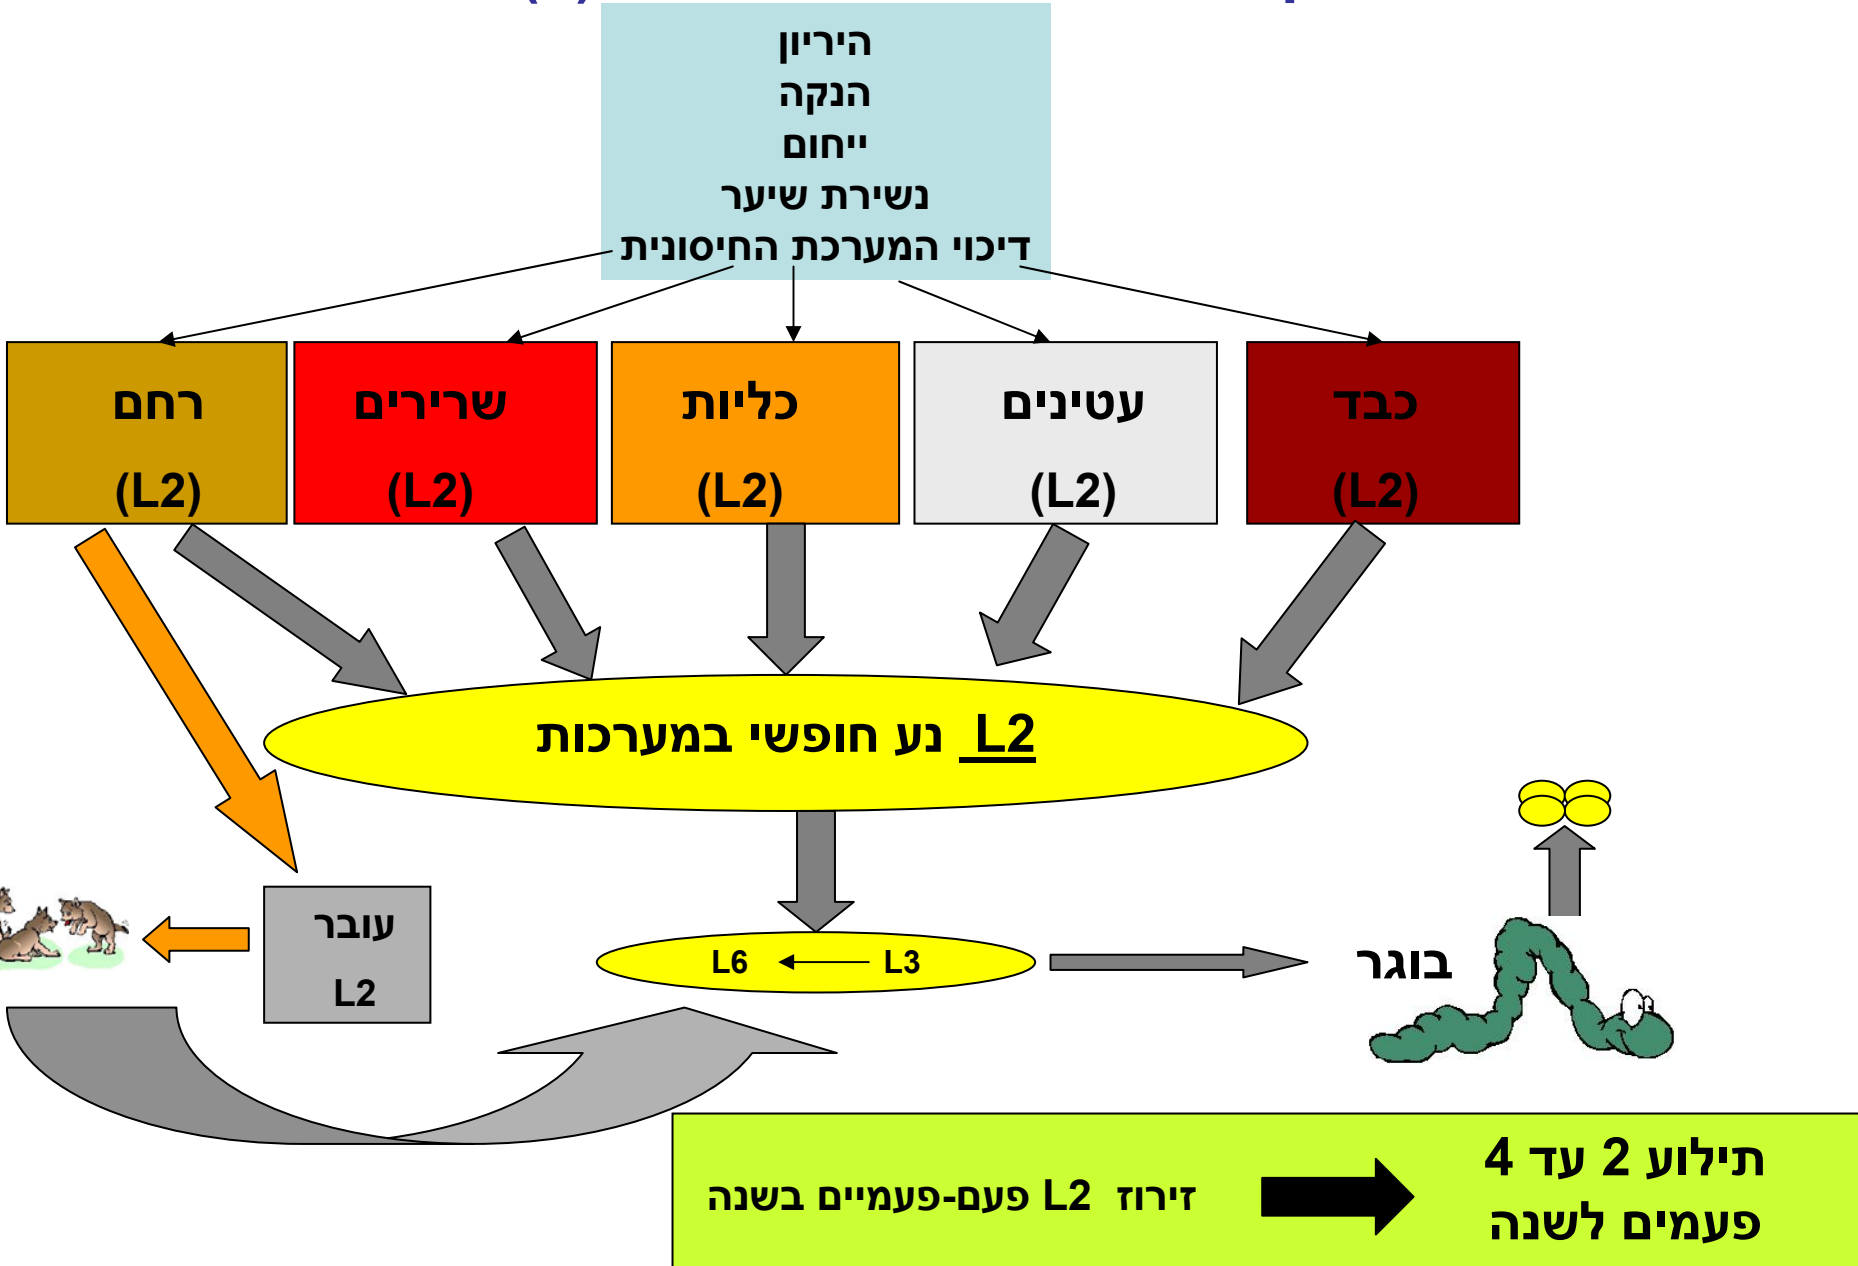 היריון
הנקה
ייחום
נשירת שיער
דיכוי המערכת החיסונית
כבד
(L2)
עטינים
(L2)
כליות
(L2)
שרירים
(L2)
רחם
(L2)
L2 נע חופשי במערכות
עובר
L2
L3
L6
בוגר
זירוז L2 פעם-פעמיים בשנה
תילוע 2 עד 4
פעמים לשנה